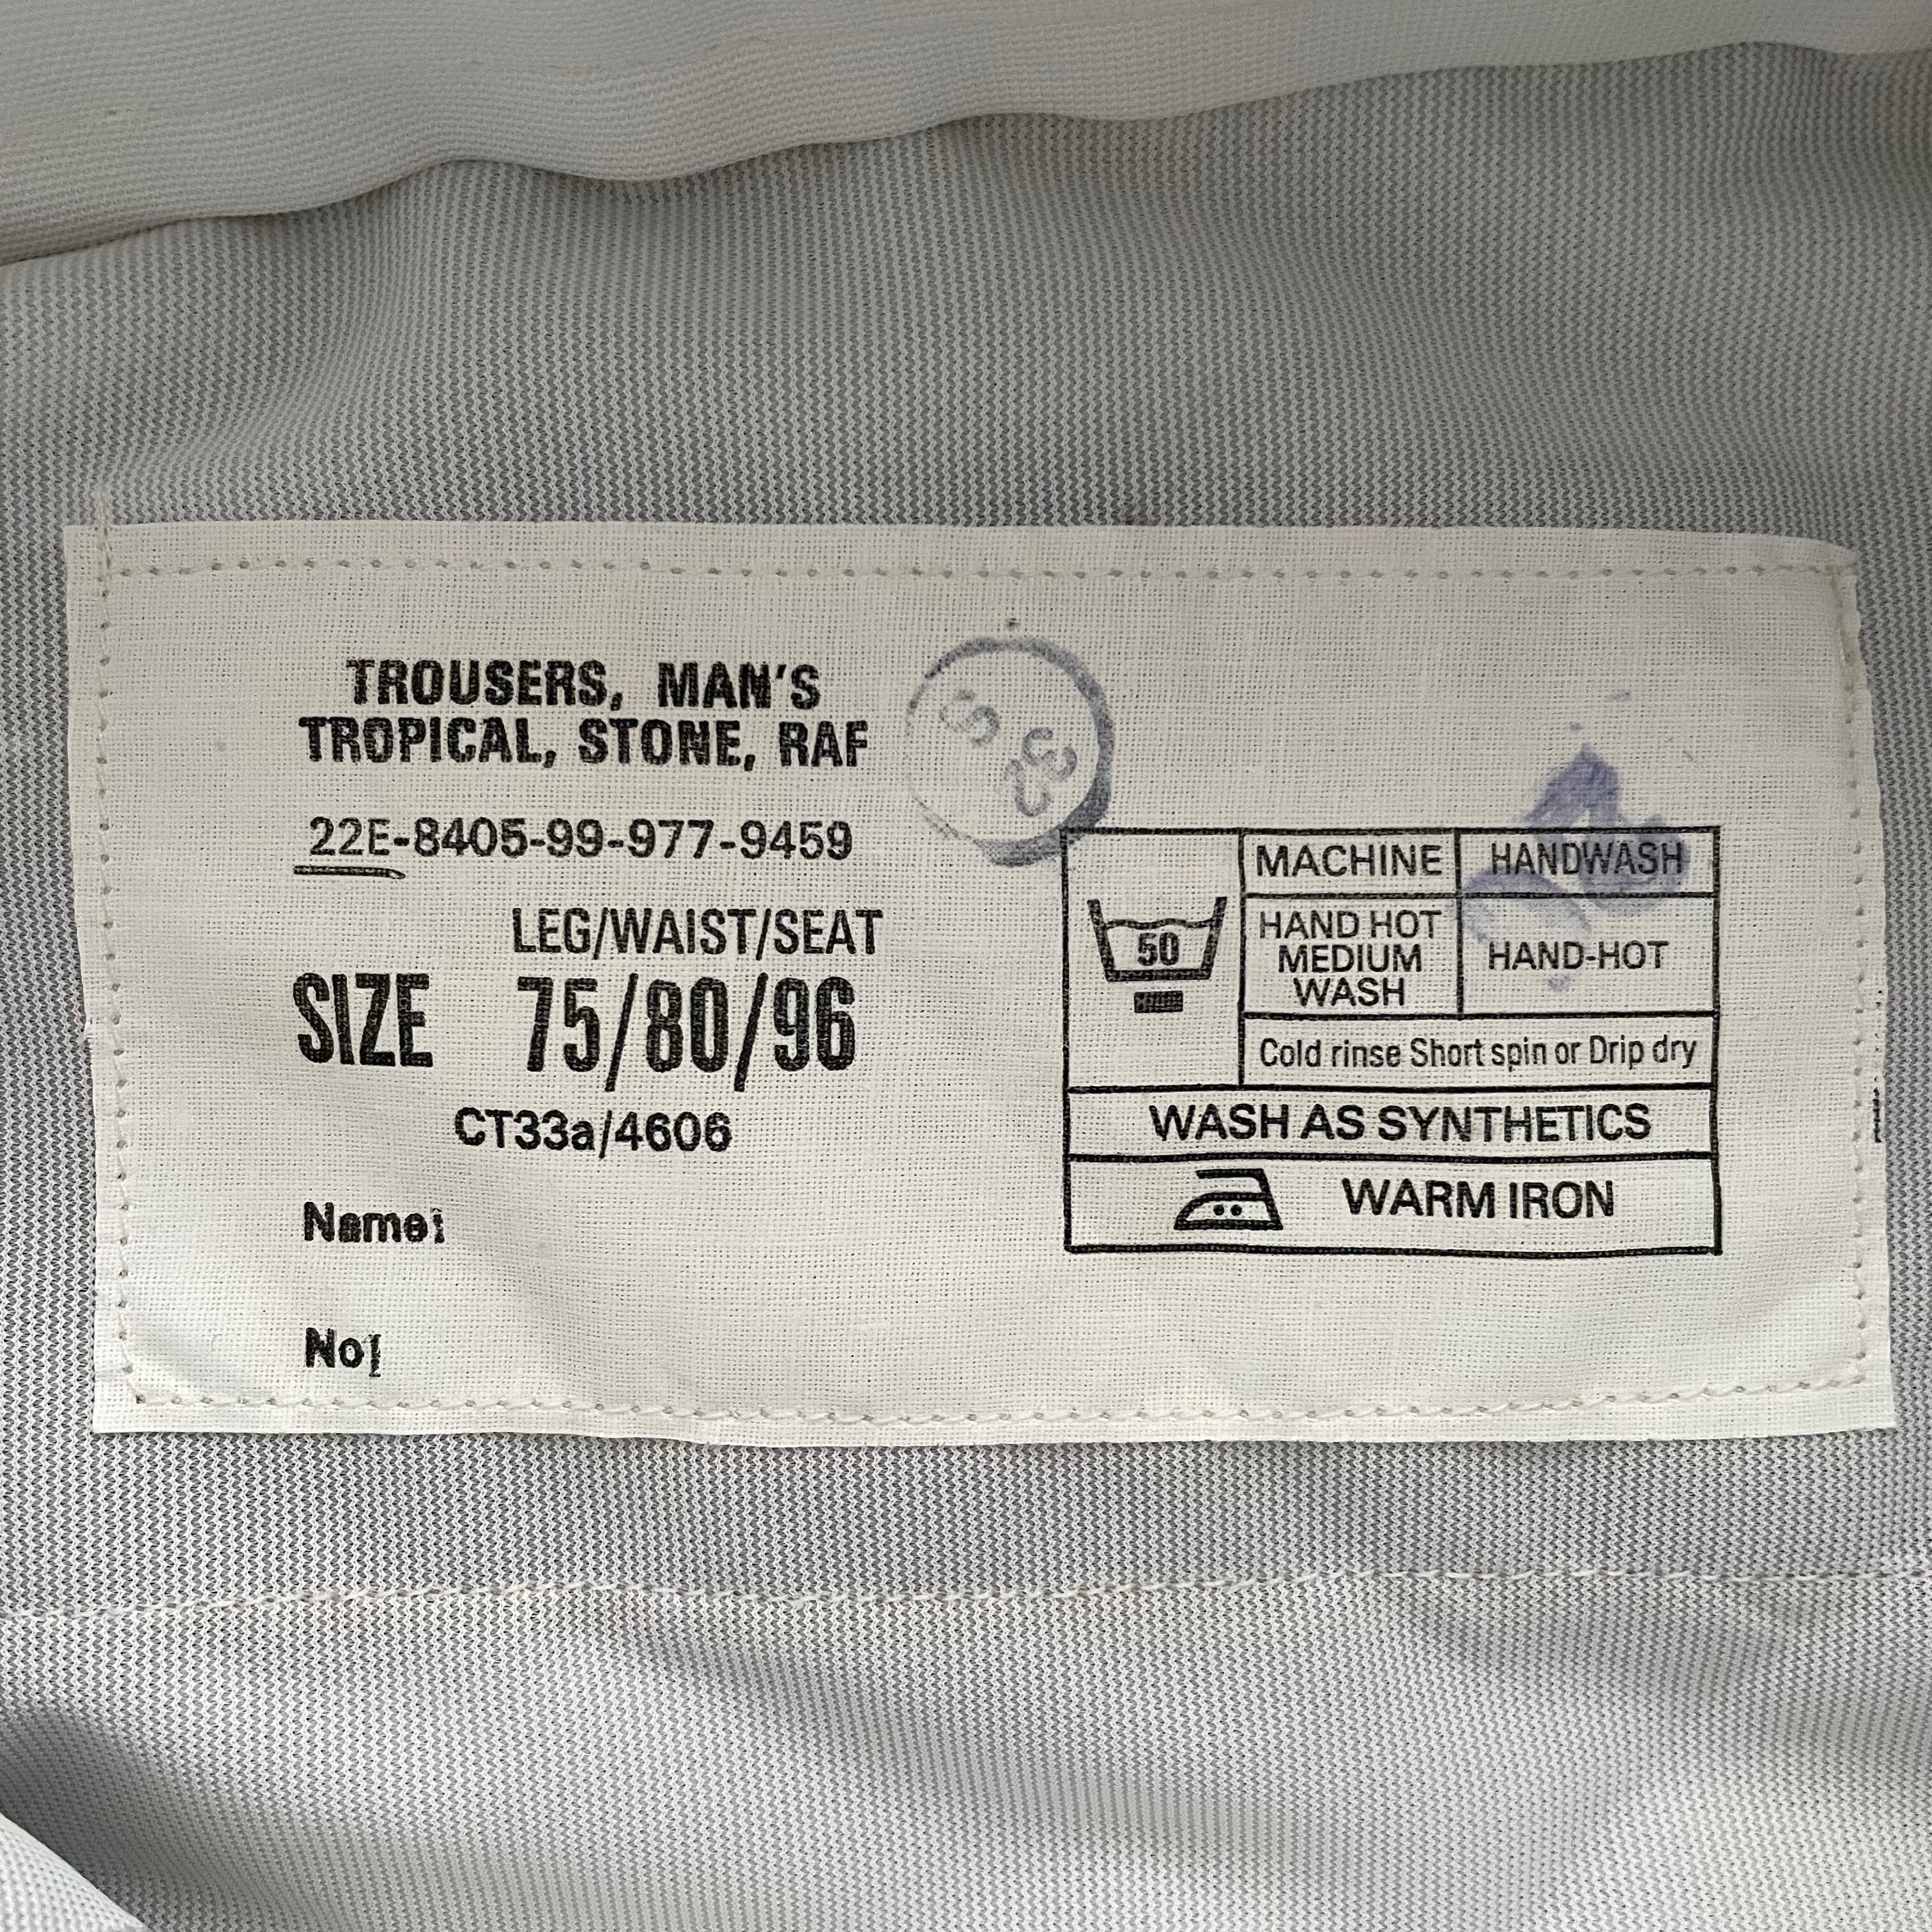 TROUSERS, MAN'S
TROPICAL, STONE, RAF
22E-8405-99-977-9459
LEG/WAIST/SEAT
SIZE 75/80/96
CT33a/4606
Name:
No:
S
32
50
MACHINE
HANDWASH
HAND HOT
MEDIUM
WASH
HAND-HOT
Cold rinse Short spin or Drip dry
WASH AS SYNTHETICS
WARM IRON